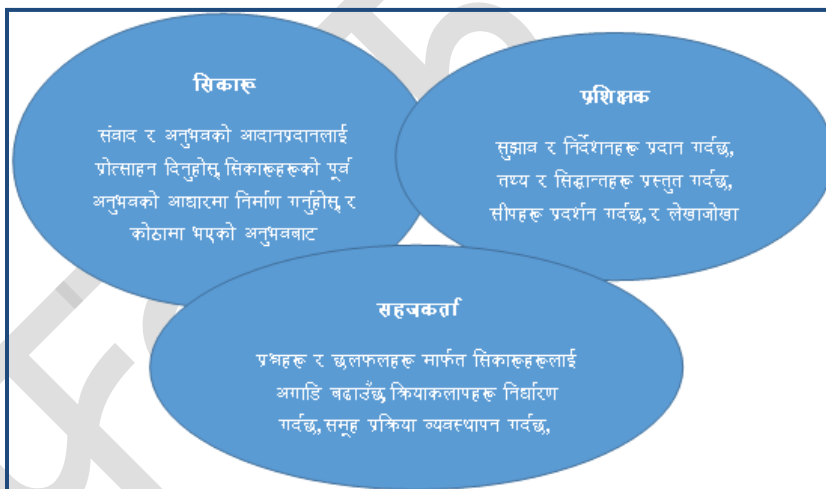 सिकारू
संवाद र अनुभवको आदानप्रदानलाई
प्रोत्साहन दिनुहोस्, सिकारूहरूको पूर्व
अनुभवको आधारमा निर्माण गर्नुहोस्, र
कोठामा भएको अनुभवबाट
प्रशिक्षक
सुझाव र निर्देशनहरू प्रदान गर्दछ,
तथ्य र सिद्धान्तहरू प्रस्तुत गर्दछ,
सीपहरू प्रदर्शन गर्दछ, र लेखाजोखा
सहजकर्ता
प्रश्नहरू र छलफलहरू मार्फत सिकारूहरूलाई
अगाडि बढाउँछ, क्रियाकलापहरू निर्धारण
गर्दछ, समूह प्रक्रिया व्यवस्थापन गर्दछ,